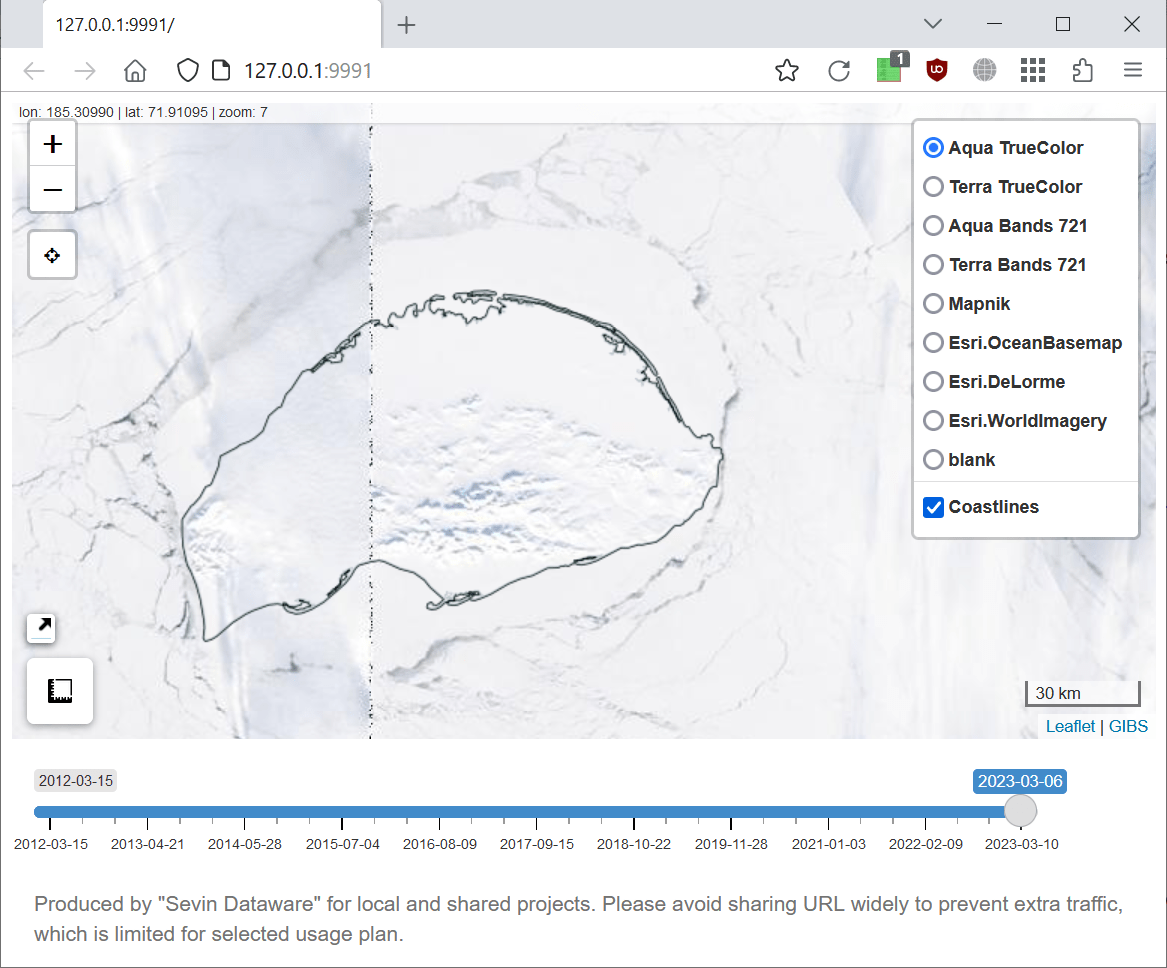 127.0.0.1:9991/
127.0.0.1:9991
1
lon: 185.30990 | lat: 71.91095 | zoom: 7
+
−
Aqua TrueColor
Terra TrueColor
Aqua Bands 721
Terra Bands 721
Mapnik
Esri.OceanBasemap
Esri.DeLorme
Esri.WorldImagery
blank
Coastlines
30 km
Leaflet | GIBS
2012-03-15
2023-03-06
2012-03-15 2013-04-21 2014-05-28 2015-07-04 2016-08-09 2017-09-15 2018-10-22 2019-11-28 2021-01-03 2022-02-09 2023-03-10
Produced by "Sevin Dataware" for local and shared projects. Please avoid sharing URL widely to prevent extra traffic,
which is limited for selected usage plan.